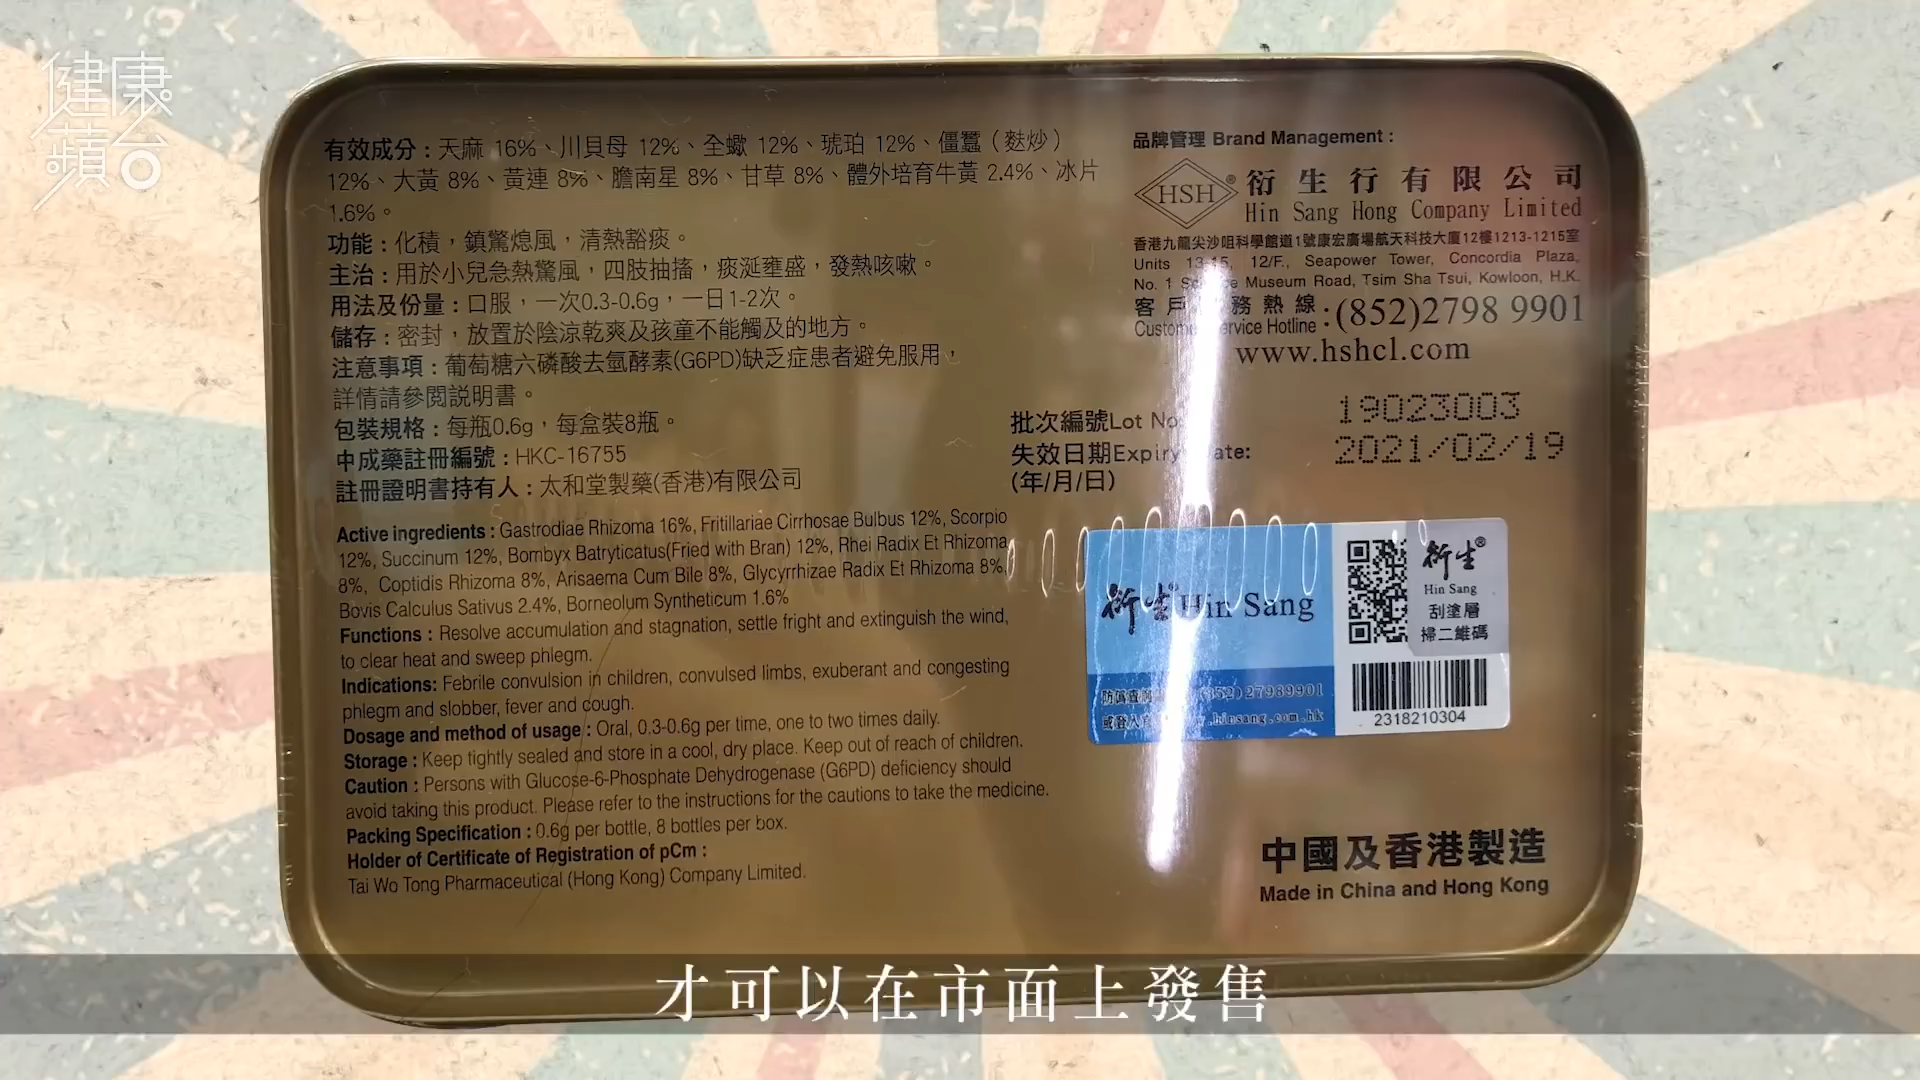 健康
蘋台
有效成分：天麻 16%、川貝母 12%、全蠍 12%、琥珀 12%、僵蠶（麩炒）
12%、大黃 8%、黃連 8%、膽南星 8%、甘草 8%、體外培育牛黃 2.4%、冰片
1.6%。
功能：化積，鎮驚熄風，清熱豁痰。
主治：用於小兒急熱驚風，四肢抽搐，痰涎壅盛，發熱咳嗽。
用法及份量：口服，一次0.3-0.6g，一日1-2次。
儲存：密封，放置於陰涼乾爽及孩童不能觸及的地方。
注意事項：葡萄糖六磷酸去氫酵素(G6PD)缺乏症患者避免服用，
詳情請參閱説明書。
包裝規格：每瓶0.6g，每盒裝8瓶。
中成藥註冊編號：HKC-16755
註冊證明書持有人：太和堂製藥(香港)有限公司
Active ingredients : Gastrodiae Rhizoma 16%, Fritillariae Cirrhosae Bulbus 12%, Scorpio
12%, Succinum 12%, Bombyx Batryticatus(Fried with Bran) 12%, Rhei Radix Et Rhizoma
8%, Coptidis Rhizoma 8%, Arisaema Cum Bile 8%, Glycyrrhizae Radix Et Rhizoma 8%,
Bovis Calculus Sativus 2.4%, Borneolum Syntheticum 1.6%
Functions : Resolve accumulation and stagnation, settle fright and extinguish the wind,
to clear heat and sweep phlegm.
Indications: Febrile convulsion in children, convulsed limbs, exuberant and congesting
phlegm and slobber, fever and cough.
Dosage and method of usage : Oral, 0.3-0.6g per time, one to two times daily.
Storage : Keep tightly sealed and store in a cool, dry place. Keep out of reach of children.
Caution : Persons with Glucose-6-Phosphate Dehydrogenase (G6PD) deficiency should
avoid taking this product. Please refer to the instructions for the cautions to take the medicine.
Packing Specification : 0.6g per bottle, 8 bottles per box.
Holder of Certificate of Registration of pCm :
Tai Wo Tong Pharmaceutical (Hong Kong) Company Limited.
品牌管理 Brand Management :
HSH® 衍生行有限公司
Hin Sang Hong Company Limited
香港九龍尖沙咀科學館道1號康宏廣場航天科技大廈12樓1213-1215室
Units 13-15, 12/F., Seapower Tower, Concordia Plaza,
No. 1 Museum Road, Tsim Sha Tsui, Kowloon, H.K.
客戶 務熱線
Hotline :(852)2798 9901
www.hshcl.com
批次編號Lot No 19023003
失效日期Expiry 2021/02/19
(年/月/日)
衍生® Hin Sang
衍生®
Hin Sang
刮塗層
掃二維碼
27989901
.hinsang.com.hk
2318210304
中國及香港製造
Made in China and Hong Kong
才可以在市面上發售